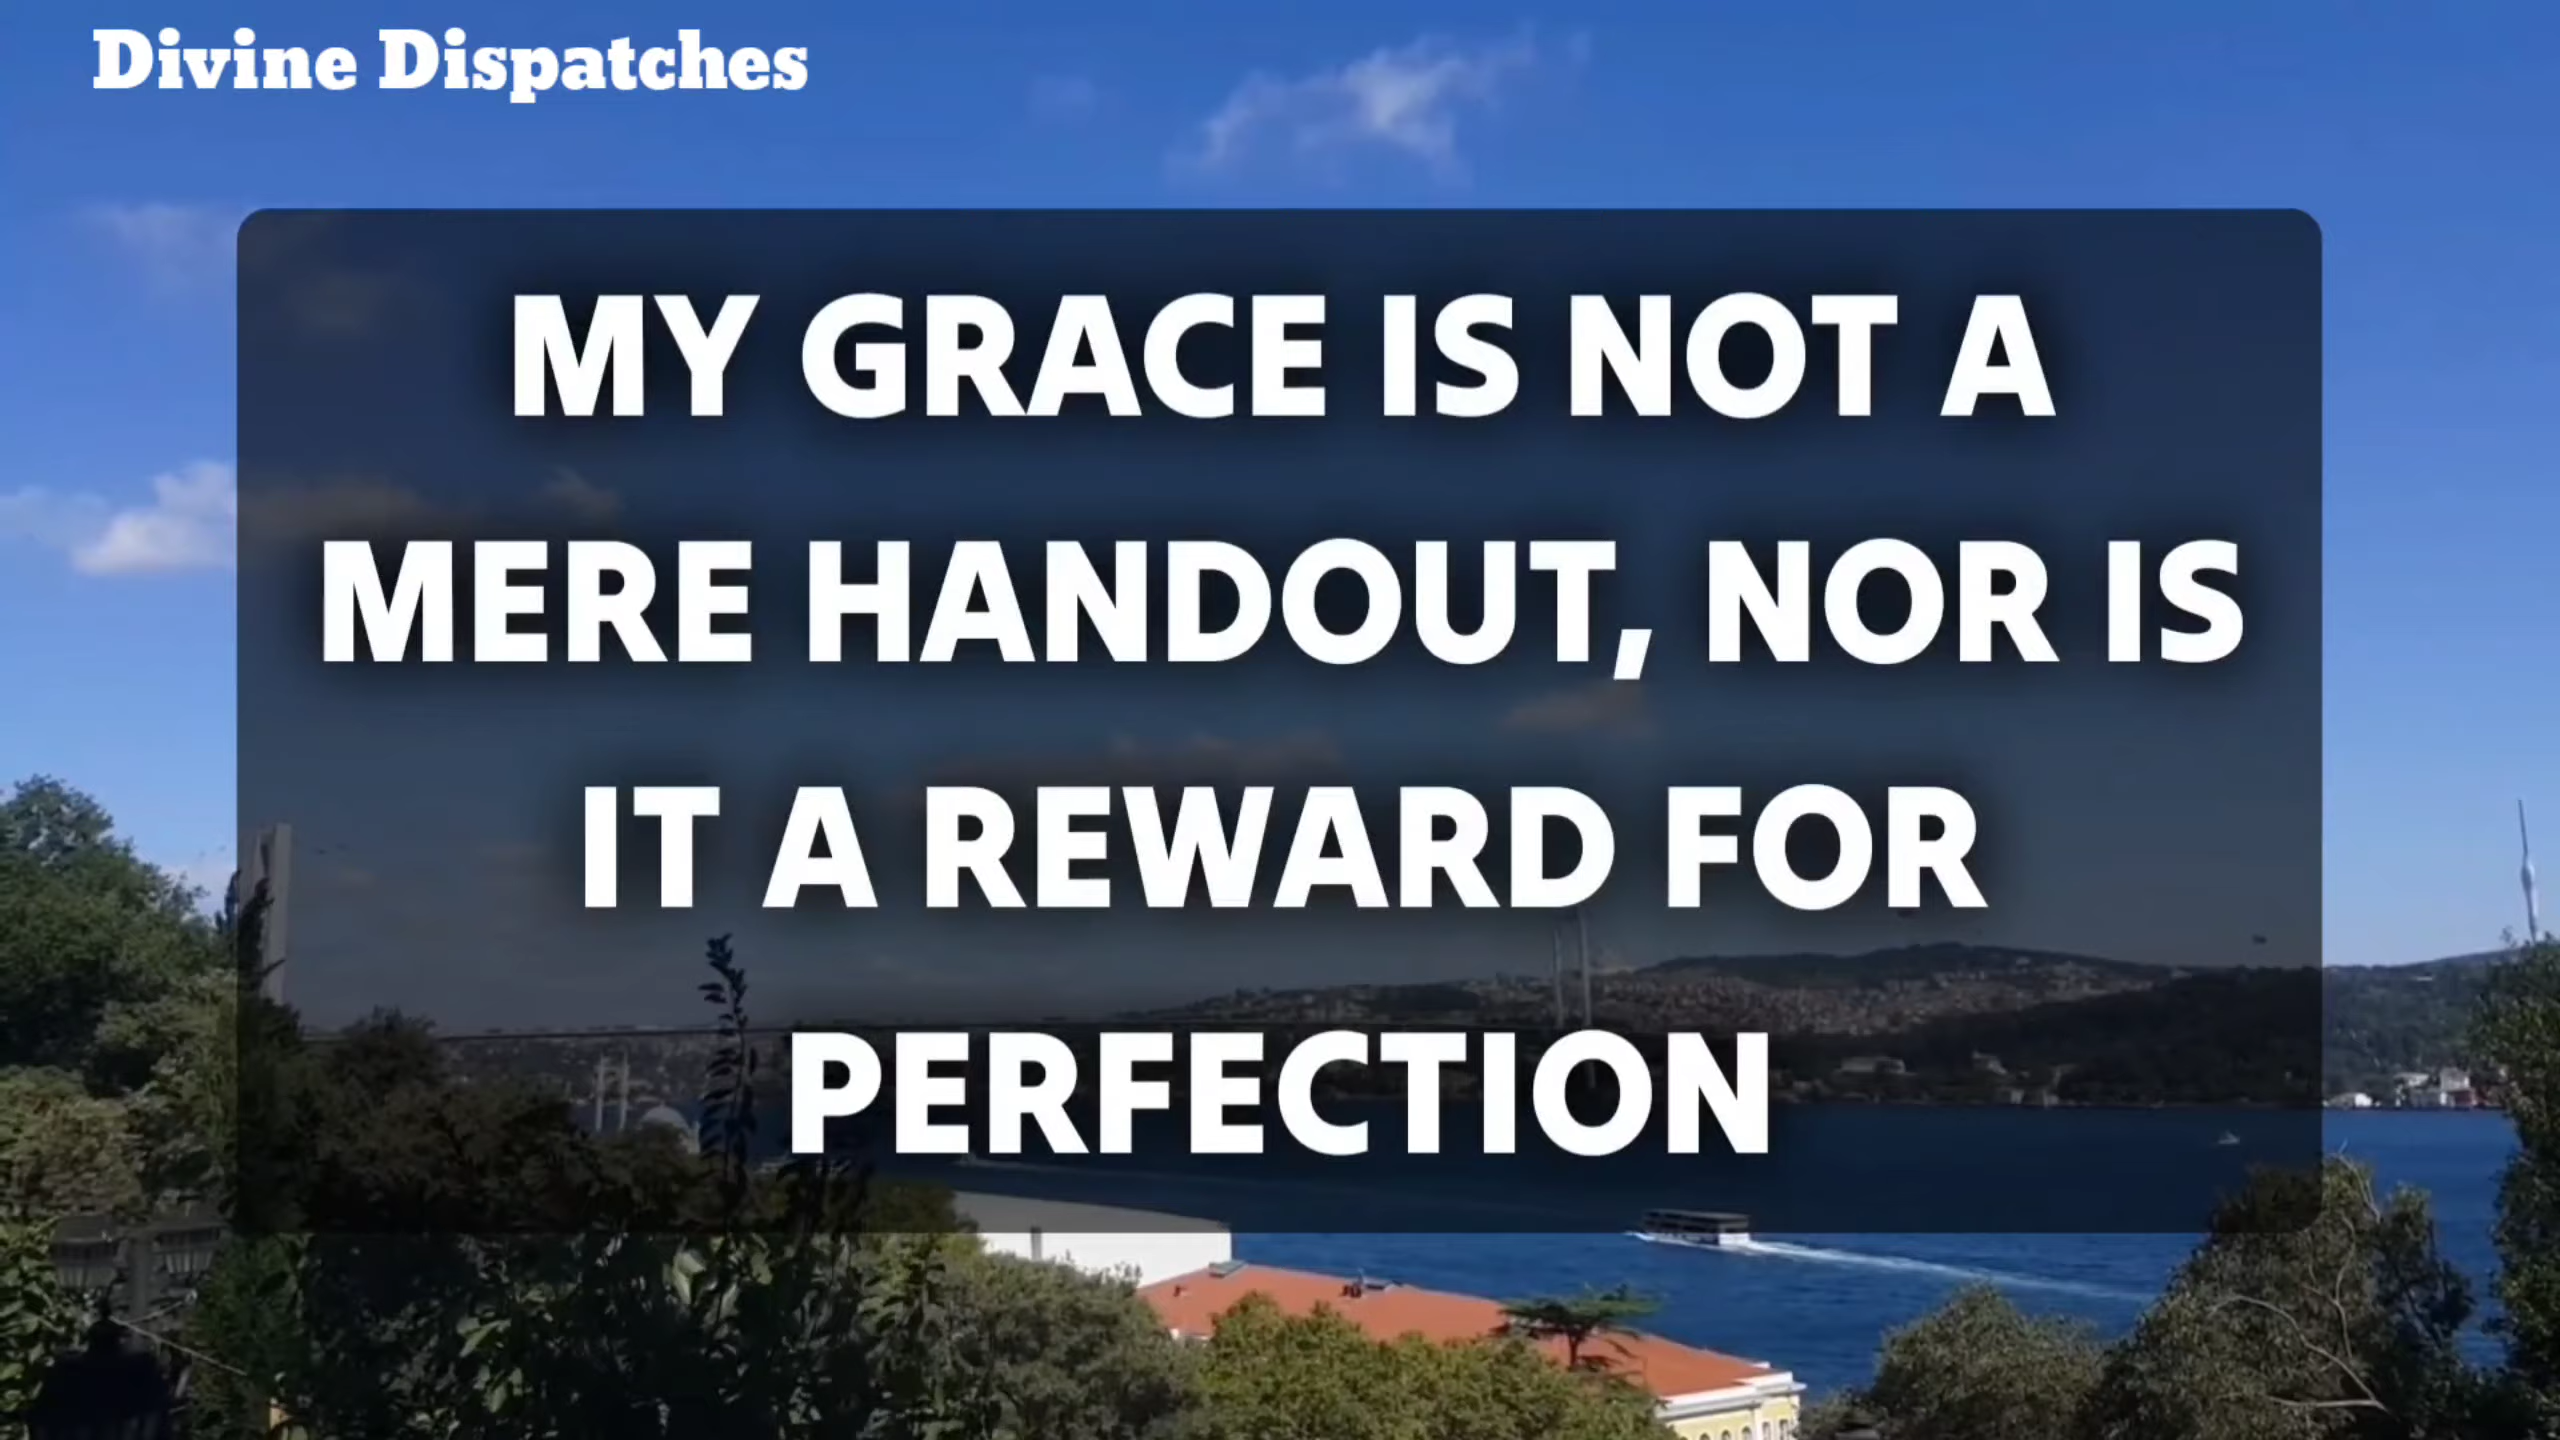 Divine Dispatches
MY GRACE IS NOT A
MERE HANDOUT, NOR IS
IT A REWARD FOR
PERFECTION